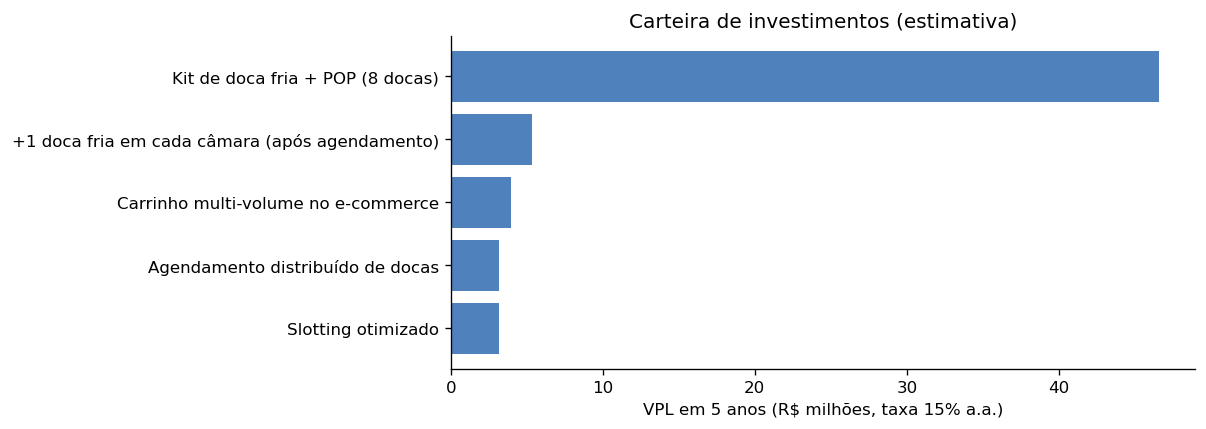 Carteira de investimentos (estimativa)
Kit de doca fria + POP (8 docas)
+1 doca fria em cada câmara (após agendamento)
Carrinho multi-volume no e-commerce
Agendamento distribuído de docas
Slotting otimizado
0 10 20 30 40
VPL em 5 anos (R$ milhões, taxa 15% a.a.)